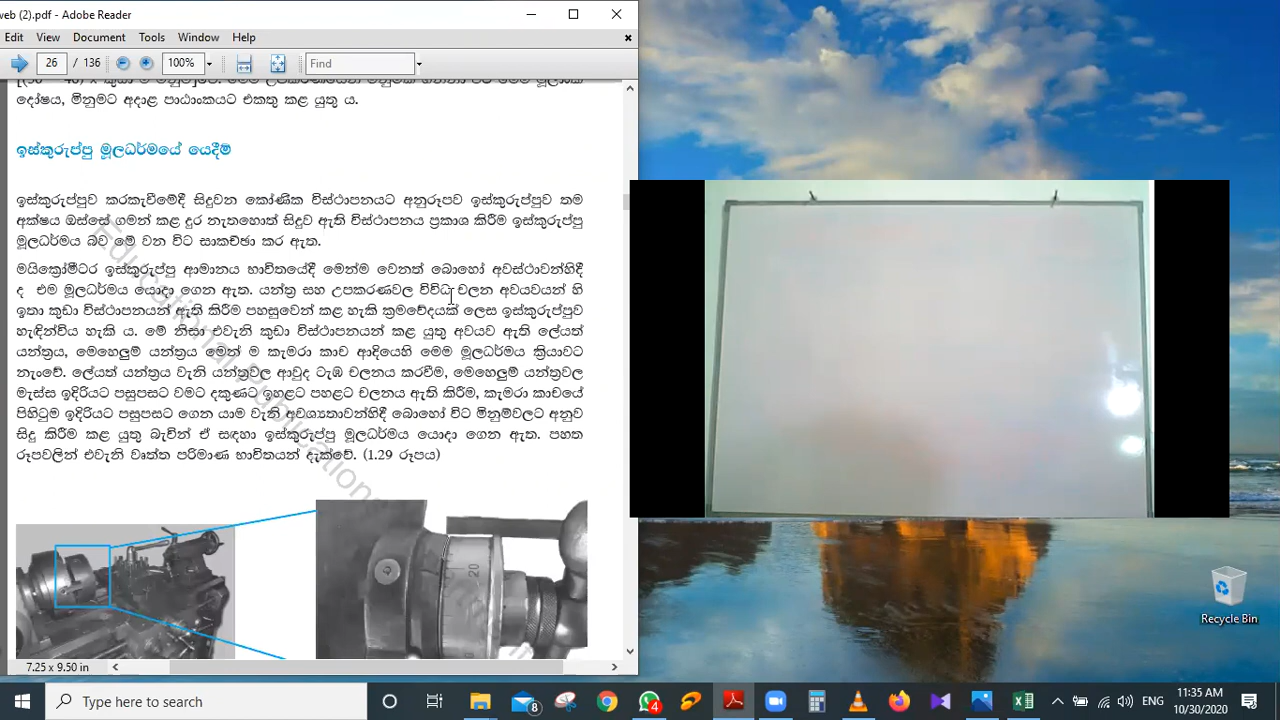 web (2).pdf - Adobe Reader
Edit View Document Tools Window Help
26 / 136 100% Find
දෝෂය, මිනුමට අදාළ පාඨාංකයට එකතු කළ යුතු ය.
ඉස්කුරුප්පු මූලධර්මයේ යෙදීම්
ඉස්කුරුප්පුව කරකැවීමේදී සිදුවන කෝණික විස්ථාපනයට අනුරූපව ඉස්කුරුප්පුව තම
අක්ෂය ඔස්සේ ගමන් කළ දුර නැතහොත් සිදුව ඇති විස්ථාපනය ප්‍රකාශ කිරීම ඉස්කුරුප්පු
මූලධර්මය බව මේ වන විට සාකච්ඡා කර ඇත.
මයික්‍රෝමීටර ඉස්කුරුප්පු ආමානය භාවිතයේදී මෙන්ම වෙනත් බොහෝ අවස්ථාවන්හිදී
ද එම මූලධර්මය යොදා ගෙන ඇත. යන්ත්‍ර සහ උපකරණවල විවිධ චලන අවයවයන් හි
ඉතා කුඩා විස්ථාපනයන් ඇති කිරීම පහසුවෙන් කළ හැකි ක්‍රමවේදයක් ලෙස ඉස්කුරුප්පුව
හැඳින්විය හැකි ය. මේ නිසා එවැනි කුඩා විස්ථාපනයන් කළ යුතු අවයව ඇති ලේයත්
යන්ත්‍රය, මෙහෙලුම් යන්ත්‍රය මෙන් ම කැමරා කාච ආදියෙහි මෙම මූලධර්මය ක්‍රියාවට
නැංවේ. ලේයත් යන්ත්‍රය වැනි යන්ත්‍රවල ආවුද ටැඹ චලනය කරවීම, මෙහෙලුම් යන්ත්‍රවල
මැස්ස ඉදිරියට පසුපසට වමට දකුණට ඉහළට පහළට චලනය ඇති කිරීම, කැමරා කාචයේ
පිහිටුම ඉදිරියට පසුපසට ගෙන යාම වැනි අවශ්‍යතාවන්හිදී බොහෝ විට මිනුම්වලට අනුව
සිදු කිරීම කළ යුතු බැවින් ඒ සඳහා ඉස්කුරුප්පු මූලධර්මය යොදා ගෙන ඇත. පහත
රූපවලින් එවැනි වෘත්ත පරිමාණ භාවිතයන් දැක්වේ. (1.29 රූපය)
Educational Publications
20
7.25 x 9.50 in
Recycle Bin
Type here to search
8
4
ENG
11:35 AM
10/30/2020